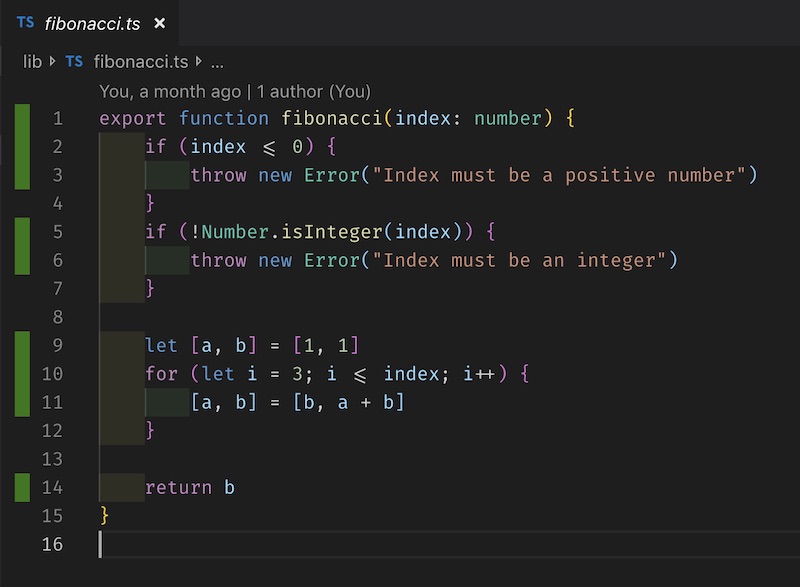 TS fibonacci.ts ×
lib TS fibonacci.ts ...
You, a month ago | 1 author (You)
1 export function fibonacci(index: number) {
2 if (index ⩽ 0) {
3 throw new Error("Index must be a positive number")
4 }
5 if (!Number.isInteger(index)) {
6 throw new Error("Index must be an integer")
7 }
8
9 let [a, b] = [1, 1]
10 for (let i = 3; i ⩽ index; i++) {
11 [a, b] = [b, a + b]
12 }
13
14 return b
15 }
16